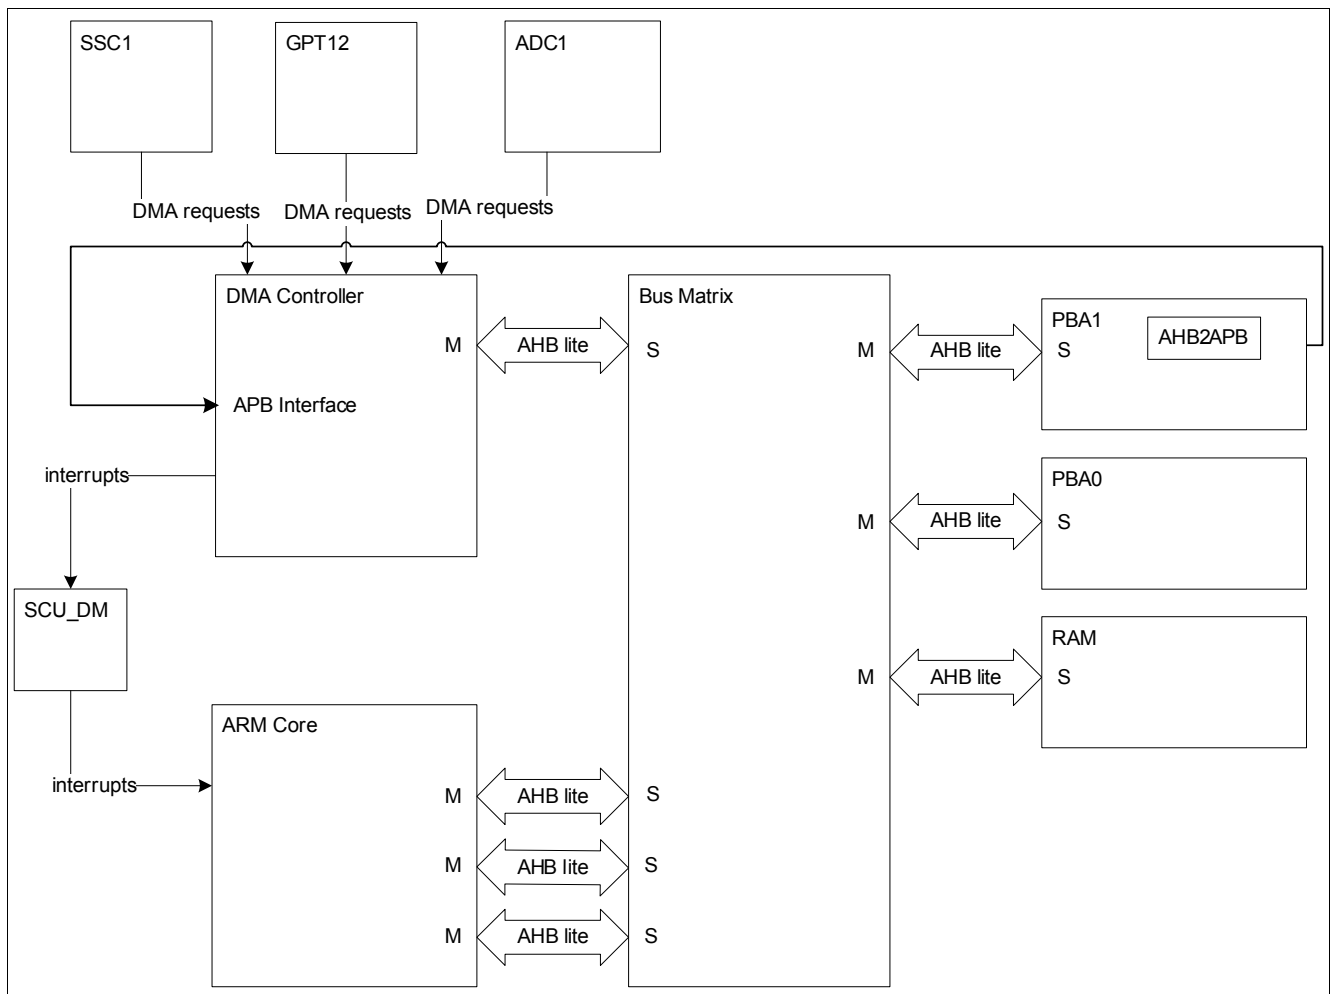 SSC1
GPT12
ADC1
DMA requests
DMA requests
DMA requests
DMA Controller
M
AHB lite
APB Interface
Bus Matrix
S
M
AHB lite
PBA1
S
AHB2APB
interrupts
M
AHB lite
PBA0
S
SCU_DM
M
AHB lite
RAM
S
interrupts
ARM Core
M
AHB lite
S
M
AHB lite
S
M
AHB lite
S